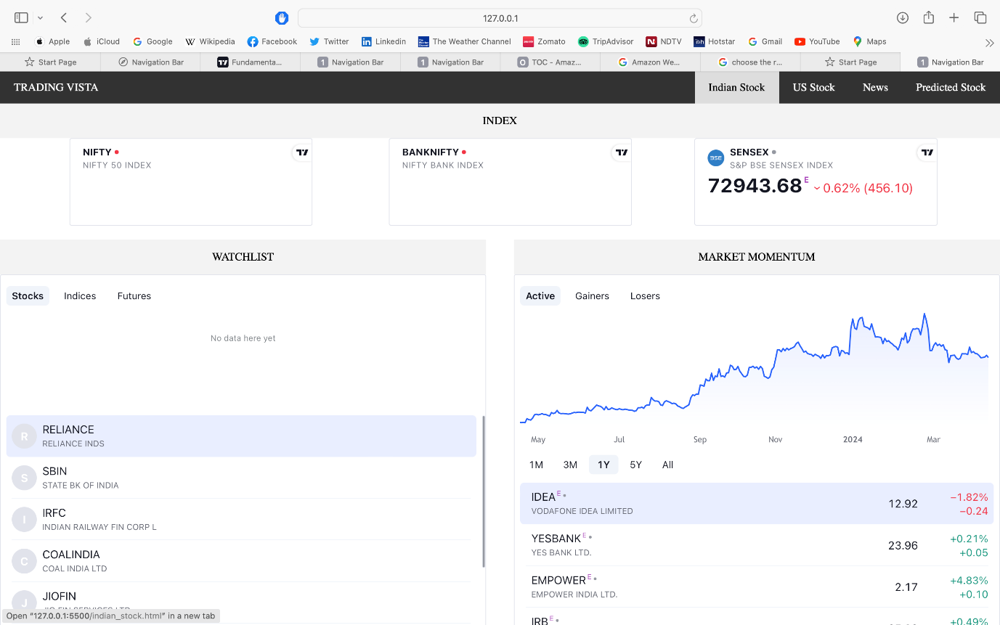 127.0.0.1
Apple iCloud Google Wikipedia Facebook Twitter Linkedin The Weather Channel Zomato TripAdvisor NDTV Hotstar Gmail YouTube Maps
Start Page Navigation Bar Fundamenta... 1 Navigation Bar 1 Navigation Bar O TOC - Amaz... Amazon We... choose the r... Start Page 1 Navigation Bar
TRADING VISTA Indian Stock US Stock News Predicted Stock
INDEX
NIFTY
NIFTY 50 INDEX
BANKNIFTY
NIFTY BANK INDEX
BSE SENSEX
S&P BSE SENSEX INDEX
72943.68 E 0.62% (456.10)
WATCHLIST
Stocks Indices Futures
No data here yet
R RELIANCE
RELIANCE INDS
S SBIN
STATE BK OF INDIA
I IRFC
INDIAN RAILWAY FIN CORP L
C COALINDIA
COAL INDIA LTD
J JIOFIN
Open “127.0.0.1:5500/indian_stock.html” in a new tab
MARKET MOMENTUM
Active Gainers Losers
May Jul Sep Nov 2024 Mar
1M 3M 1Y 5Y All
IDEA E 12.92 −1.82%
VODAFONE IDEA LIMITED −0.24
YESBANK E 23.96 +0.21%
YES BANK LTD. +0.05
EMPOWER E 2.17 +4.83%
EMPOWER INDIA LTD. +0.10
IRB E +0.49%